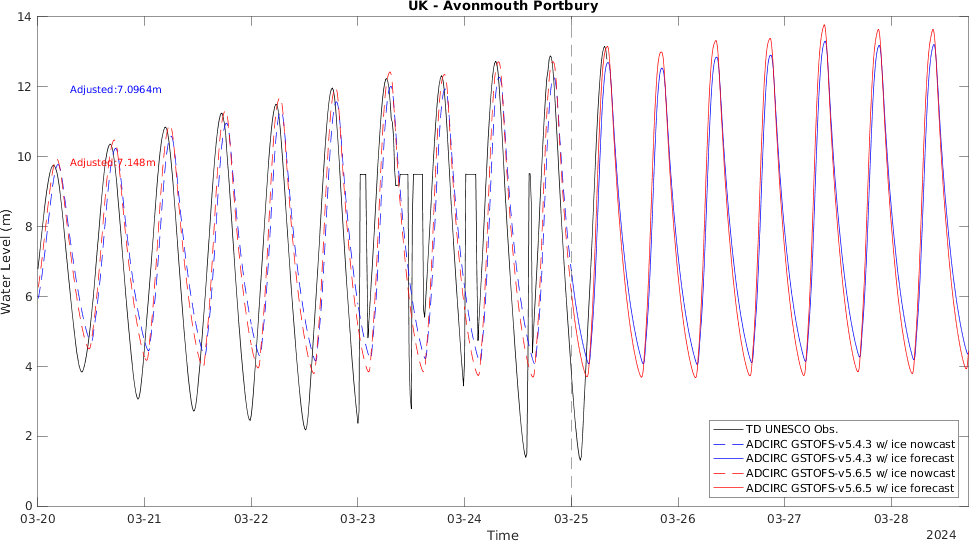 UK - Avonmouth Portbury
14
12
10
8
6
4
2
0
Water Level (m)
Adjusted:7.0964m
Adjusted:7.148m
TD UNESCO Obs.
ADCIRC GSTOFS-v5.4.3 w/ ice nowcast
ADCIRC GSTOFS-v5.4.3 w/ ice forecast
ADCIRC GSTOFS-v5.6.5 w/ ice nowcast
ADCIRC GSTOFS-v5.6.5 w/ ice forecast
03-20 03-21 03-22 03-23 03-24 03-25 03-26 03-27 03-28
Time
2024